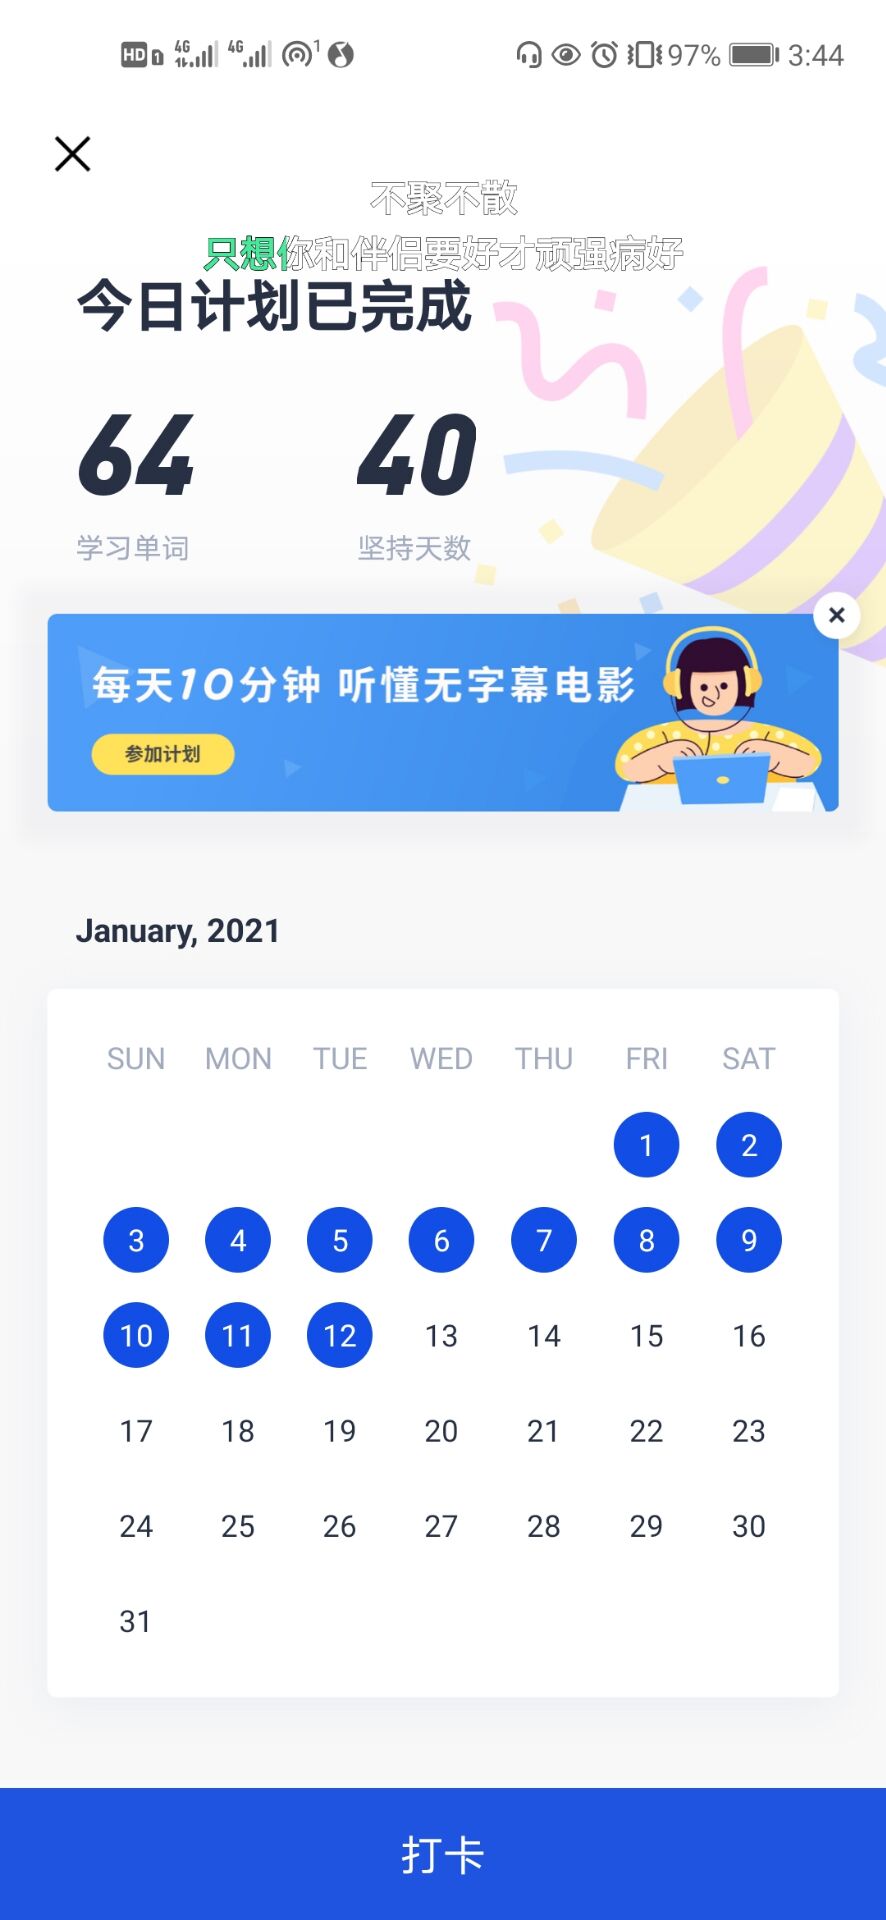 HD 1 4G 4G 1 97% 3:44
不聚不散
只想你和伴侣要好才顽强病好
今日计划已完成
64 40
学习单词 坚持天数
每天10分钟 听懂无字幕电影
参加计划
January, 2021
SUN MON TUE WED THU FRI SAT
1 2
3 4 5 6 7 8 9
10 11 12 13 14 15 16
17 18 19 20 21 22 23
24 25 26 27 28 29 30
31
打卡